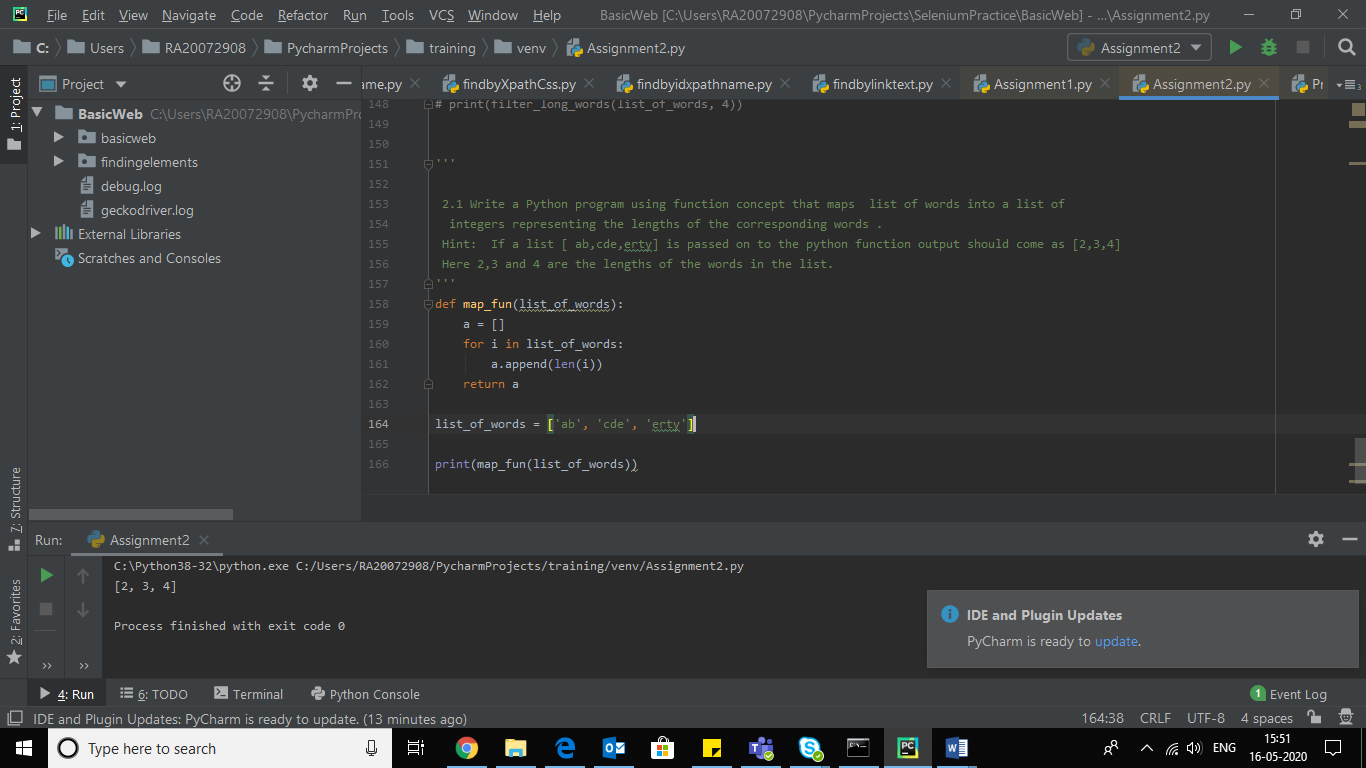 File Edit View Navigate Code Refactor Run Tools VCS Window Help BasicWeb [C:\Users\RA20072908\PycharmProjects\SeleniumPractice\BasicWeb] - ...\Assignment2.py
C: Users RA20072908 PycharmProjects training venv Assignment2.py Assignment2
1: Project
Project ame.py findbyXpathCss.py findbyidxpathname.py findbylinktext.py Assignment1.py Assignment2.py Pr
BasicWeb C:\Users\RA20072908\PycharmPro
basicweb
findingelements
debug.log
geckodriver.log
External Libraries
Scratches and Consoles
148 # print(filter_long_words(list_of_words, 4))
149
150
151 '''
152
153 2.1 Write a Python program using function concept that maps  list of words into a list of
154 integers representing the lengths of the corresponding words .
155 Hint:  If a list [ ab,cde,erty] is passed on to the python function output should come as [2,3,4]
156 Here 2,3 and 4 are the lengths of the words in the list.
157 '''
158 def map_fun(list_of_words):
159     a = []
160     for i in list_of_words:
161         a.append(len(i))
162     return a
163
164 list_of_words = ['ab', 'cde', 'erty']
165
166 print(map_fun(list_of_words))
7: Structure
2: Favorites
Run: Assignment2
C:\Python38-32\python.exe C:/Users/RA20072908/PycharmProjects/training/venv/Assignment2.py
[2, 3, 4]
Process finished with exit code 0
IDE and Plugin Updates
PyCharm is ready to update.
4: Run 6: TODO Terminal Python Console 1 Event Log
IDE and Plugin Updates: PyCharm is ready to update. (13 minutes ago) 164:38 CRLF UTF-8 4 spaces
Type here to search ENG 15:51
16-05-2020